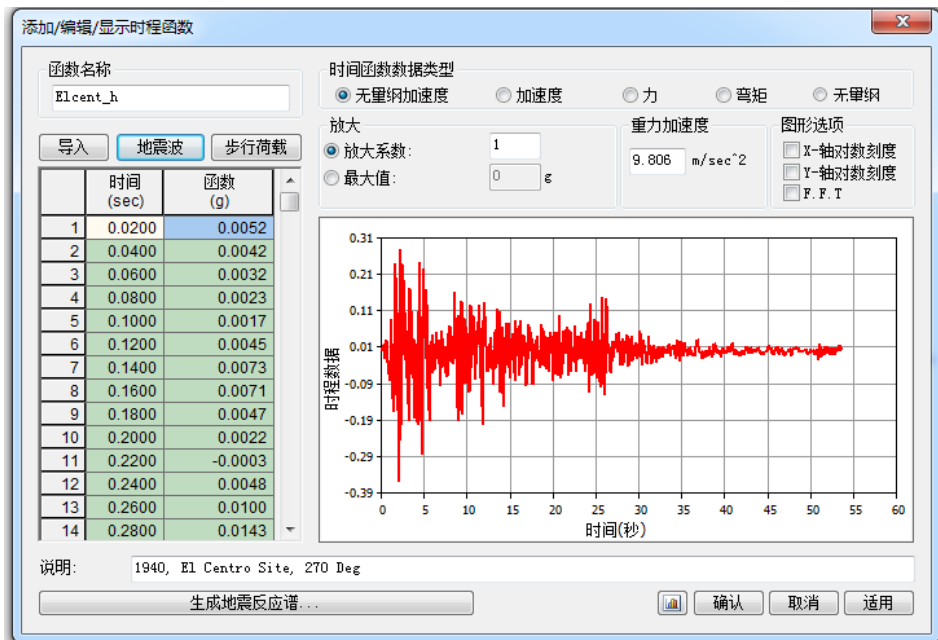 添加/编辑/显示时程函数
函数名称
Elcent_h
时间函数数据类型
无量纲加速度 加速度 力 弯矩 无量纲
导入 地震波 步行荷载
放大
放大系数: 1
最大值: 0 g
重力加速度
9.806 m/sec^2
图形选项
X-轴对数刻度
Y-轴对数刻度
F.F.T
时间 函数
(sec) (g)
1 0.0200 0.0052
2 0.0400 0.0042
3 0.0600 0.0032
4 0.0800 0.0023
5 0.1000 0.0017
6 0.1200 0.0045
7 0.1400 0.0073
8 0.1600 0.0071
9 0.1800 0.0047
10 0.2000 0.0022
11 0.2200 -0.0003
12 0.2400 0.0048
13 0.2600 0.0100
14 0.2800 0.0143
时程数据
0.31
0.21
0.11
0.01
-0.09
-0.19
-0.29
-0.39
0 5 10 15 20 25 30 35 40 45 50 55 60
时间(秒)
说明: 1940, El Centro Site, 270 Deg
生成地震反应谱... 确认 取消 适用